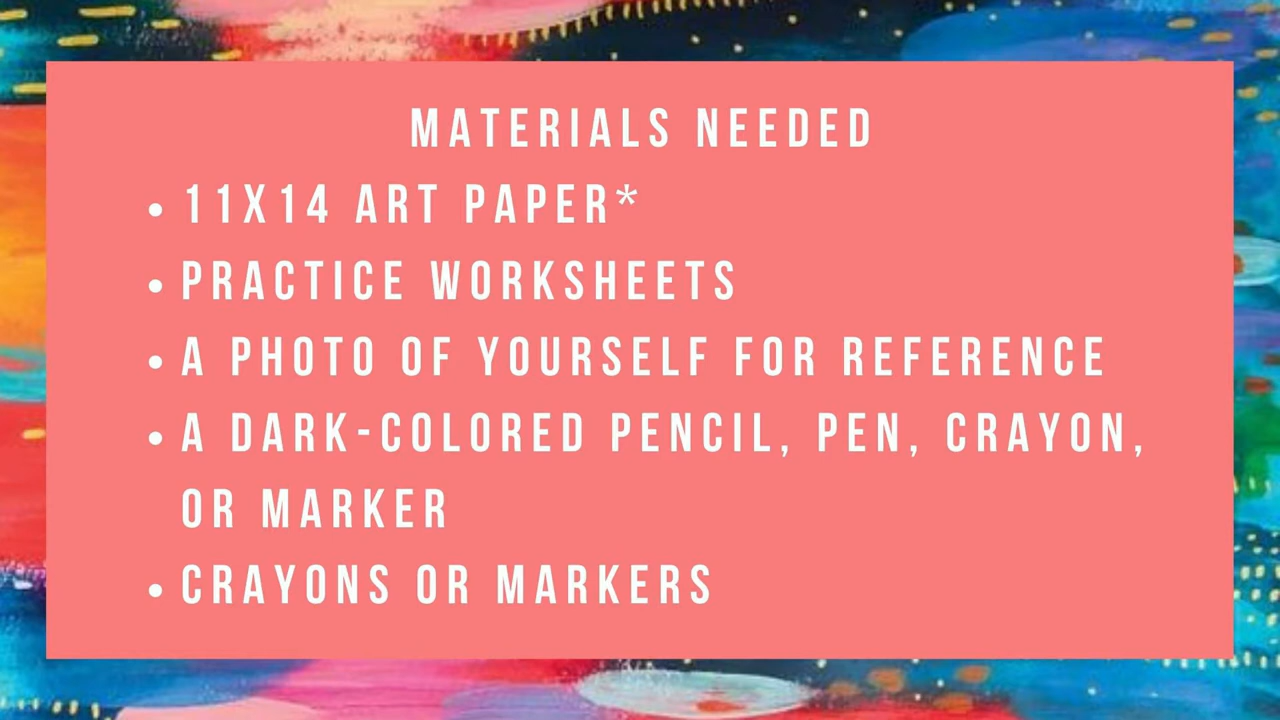 MATERIALS NEEDED
• 11X14 ART PAPER*
• PRACTICE WORKSHEETS
• A PHOTO OF YOURSELF FOR REFERENCE
• A DARK-COLORED PENCIL, PEN, CRAYON,
OR MARKER
• CRAYONS OR MARKERS